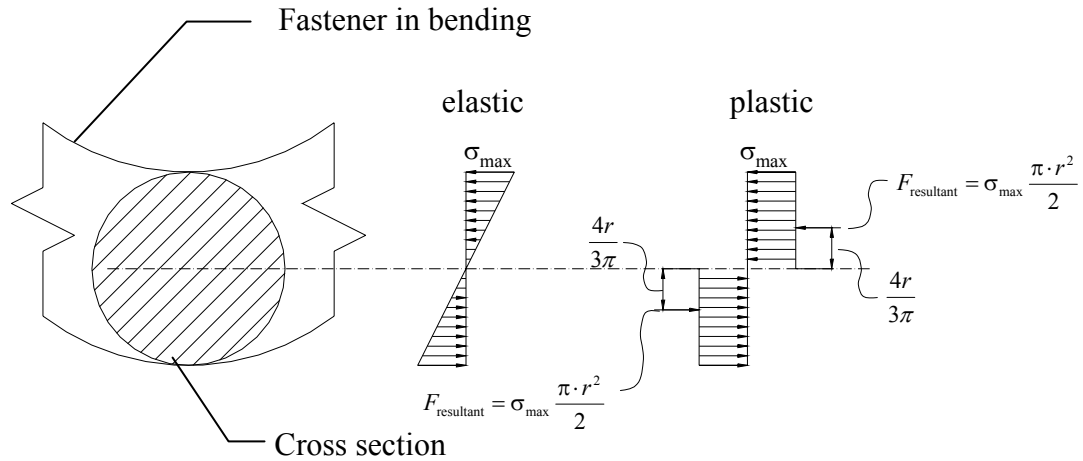 Fastener in bending
elastic
plastic
σmax
σmax
F_resultant = σmax π·r²/2
4r/3π
4r/3π
F_resultant = σmax π·r²/2
Cross section